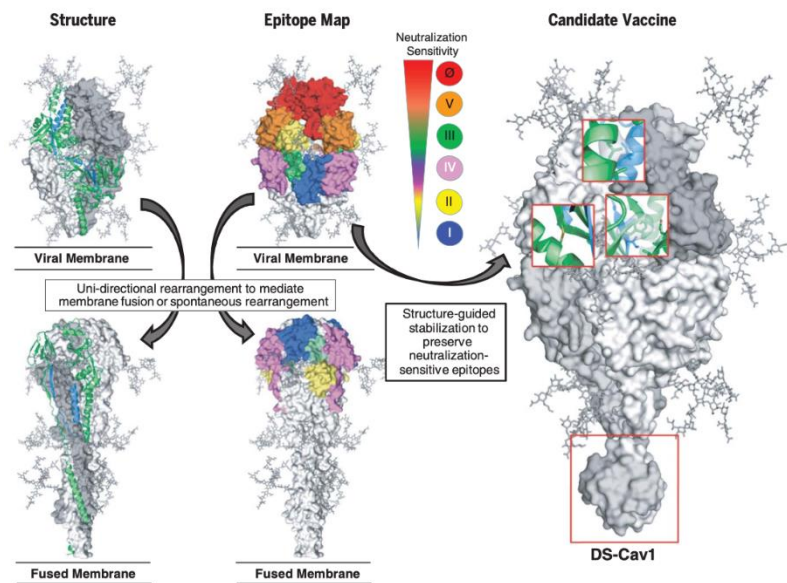 Structure
Epitope Map
Candidate Vaccine
Neutralization
Sensitivity
Ø
V
III
IV
II
I
Viral Membrane
Viral Membrane
Uni-directional rearrangement to mediate
membrane fusion or spontaneous rearrangement
Structure-guided
stabilization to
preserve
neutralization-
sensitive epitopes
DS-Cav1
Fused Membrane
Fused Membrane